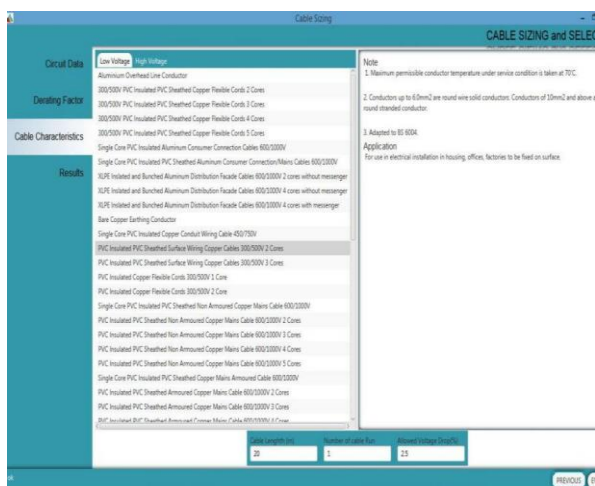 Cable Sizing
CABLE SIZING and SELEC
Circuit Data
Derating Factor
Cable Characteristics
Results
Low Voltage High Voltage
Aluminium Overhead Line Conductor
300/500V PVC Insulated PVC Sheathed Copper Flexible Cords 2 Cores
300/500V PVC Insulated PVC Sheathed Copper Flexible Cords 3 Cores
300/500V PVC Insulated PVC Sheathed Copper Flexible Cords 4 Cores
300/500V PVC Insulated PVC Sheathed Copper Flexible Cords 5 Cores
Single Core PVC Insulated Aluminum Consumer Connection Cables 600/1000V
Single Core PVC Insulated PVC Sheathed Aluminum Consumer Connection/Mains Cables 600/1000V
XLPE Inslated and Bunched Aluminum Distribution Facade Cables 600/1000V 2 cores without messenger
XLPE Inslated and Bunched Aluminum Distribution Facade Cables 600/1000V 4 cores without messenger
XLPE Inslated and Bunched Aluminum Distribution Facade Cables 600/1000V 4 cores with messenger
Bare Copper Earthing Conductor
Single Core PVC Insulated Copper Conduit Wiring Cable 450/750V
PVC Insulated PVC Sheathed Surface Wiring Copper Cables 300/500V 2 Cores
PVC Insulated PVC Sheathed Surface Wiring Copper Cables 300/500V 3 Cores
PVC Insulated Copper Flexible Cords 300/500V 1 Core
PVC Insulated Copper Flexible Cords 300/500V 2 Core
Single Core PVC Insulated PVC Sheathed Non Armoured Copper Mains Cable 600/1000V
PVC Insulated PVC Sheathed Non Armoured Copper Mains Cable 600/1000V 2 Cores
PVC Insulated PVC Sheathed Non Armoured Copper Mains Cable 600/1000V 3 Cores
PVC Insulated PVC Sheathed Non Armoured Copper Mains Cable 600/1000V 4 Cores
PVC Insulated PVC Sheathed Non Armoured Copper Mains Cable 600/1000V 5 Cores
Single Core PVC Insulated PVC Sheathed Copper Mains Armoured Cable 600/1000V
PVC Insulated PVC Sheathed Armoured Copper Mains Cable 600/1000V 2 Cores
PVC Insulated PVC Sheathed Armoured Copper Mains Cable 600/1000V 3 Cores
PVC Insulated PVC Sheathed Armoured Copper Mains Cable 600/1000V 4 Cores
Note
1. Maximum permissible conductor temperature under service condition is taken at 70'C.
2. Conductors up to 6.0mm2 are round wire solid conductors. Conductors of 10mm2 and above a
round stranded conductor.
3. Adapted to BS 6004.
Application
For use in electrical installation in housing, offices, factories to be fixed on surface.
Cable Lenghth (m) Number of cable Run Allowed Voltage Drop(%)
20 1 2.5
PREVIOUS